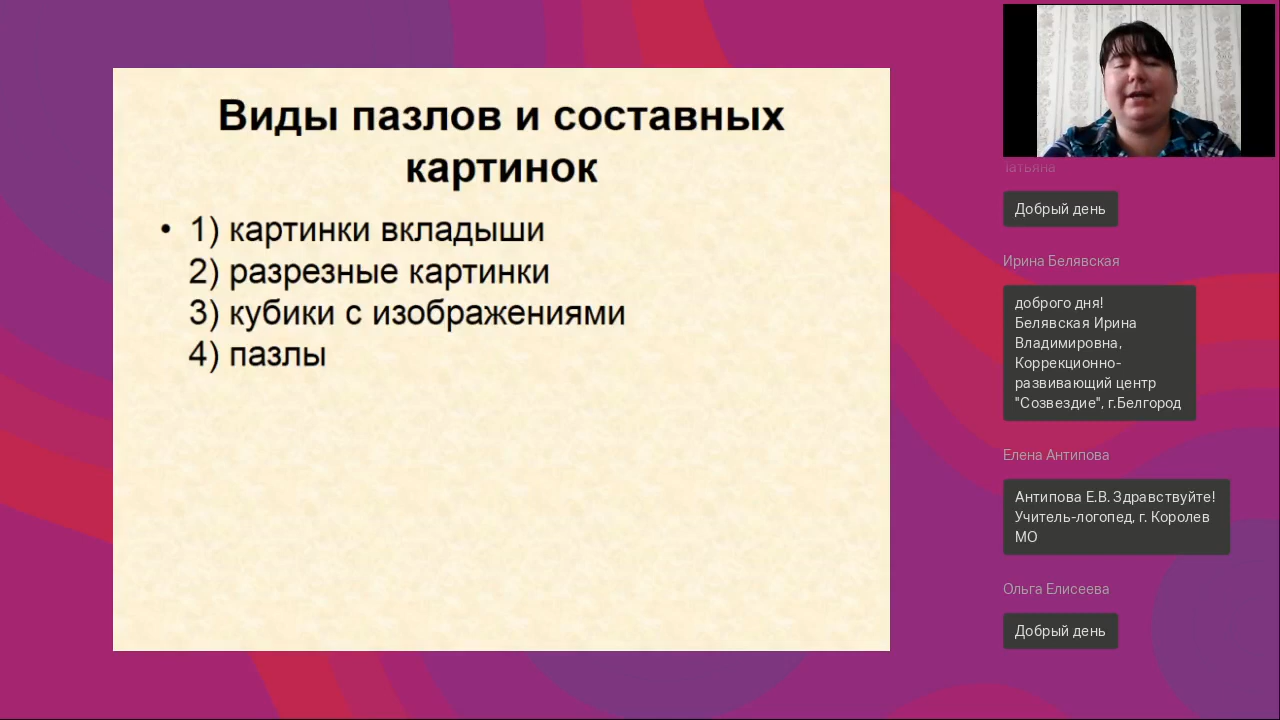 Виды пазлов и составных
картинок
• 1) картинки вкладыши
2) разрезные картинки
3) кубики с изображениями
4) пазлы
Татьяна
Добрый день
Ирина Белявская
доброго дня!
Белявская Ирина
Владимировна,
Коррекционно-
развивающий центр
"Созвездие", г.Белгород
Елена Антипова
Антипова Е.В. Здравствуйте!
Учитель-логопед, г. Королев
МО
Ольга Елисеева
Добрый день